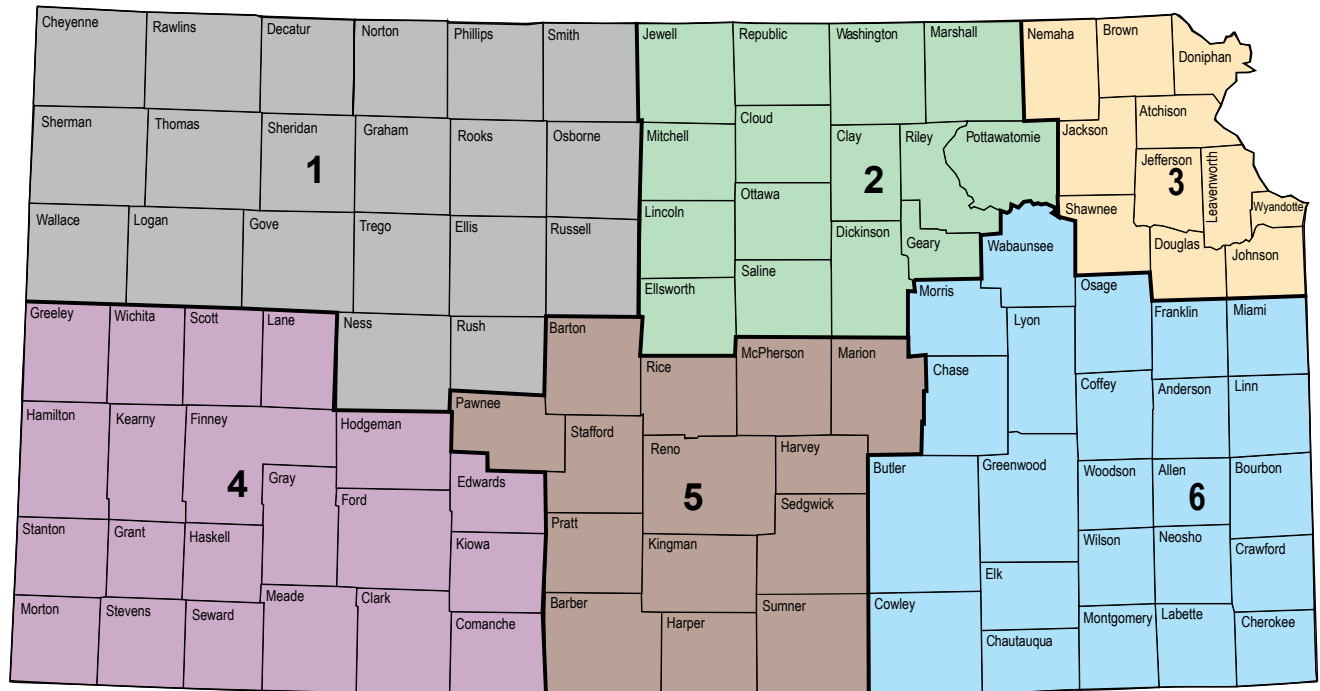 Cheyenne
Rawlins
Decatur
Norton
Phillips
Smith
Jewell
Republic
Washington
Marshall
Nemaha
Brown
Doniphan
Sherman
Thomas
Sheridan
Graham
Rooks
Osborne
Mitchell
Cloud
Clay
Riley
Pottawatomie
Jackson
Atchison
1
2
Jefferson
3
Leavenworth
Wallace
Logan
Gove
Trego
Ellis
Russell
Lincoln
Ottawa
Dickinson
Geary
Wabaunsee
Shawnee
Douglas
Johnson
Wyandotte
Ellsworth
Saline
Morris
Osage
Greeley
Wichita
Scott
Lane
Ness
Rush
Barton
Rice
McPherson
Marion
Chase
Lyon
Franklin
Miami
Coffey
Anderson
Linn
Hamilton
Kearny
Finney
Hodgeman
Pawnee
Stafford
Reno
Harvey
Butler
Greenwood
Woodson
Allen
Bourbon
4
Gray
Ford
Edwards
5
Sedgwick
6
Stanton
Grant
Haskell
Kiowa
Pratt
Kingman
Wilson
Neosho
Crawford
Elk
Morton
Stevens
Seward
Meade
Clark
Comanche
Barber
Harper
Sumner
Cowley
Chautauqua
Montgomery
Labette
Cherokee